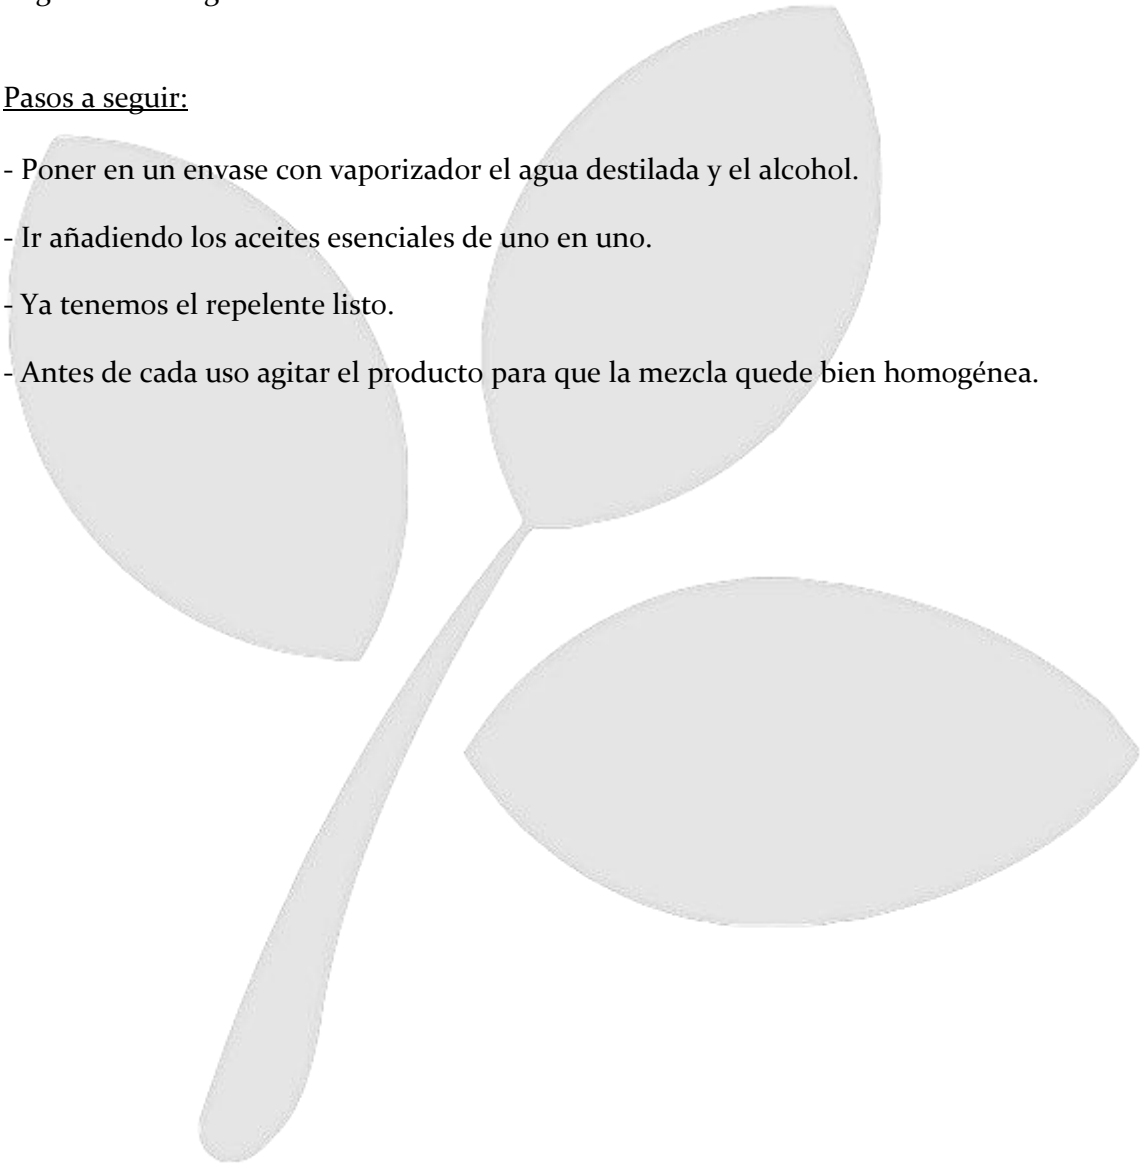 Pasos a seguir:
- Poner en un envase con vaporizador el agua destilada y el alcohol.
- Ir añadiendo los aceites esenciales de uno en uno.
- Ya tenemos el repelente listo.
- Antes de cada uso agitar el producto para que la mezcla quede bien homogénea.